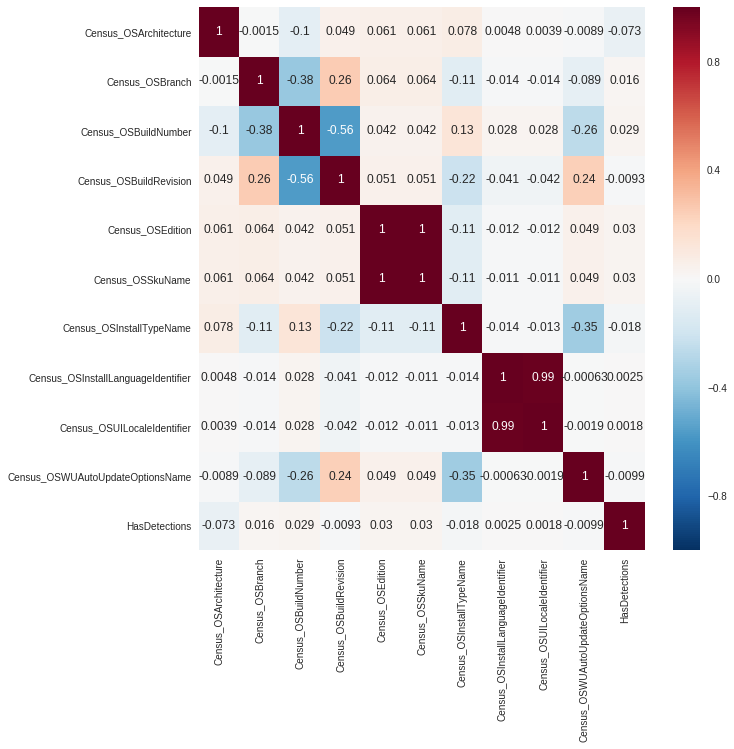 Census_OSArchitecture 1 -0.0015 -0.1 0.049 0.061 0.061 0.078 0.0048 0.0039 -0.0089 -0.073
Census_OSBranch -0.0015 1 -0.38 0.26 0.064 0.064 -0.11 -0.014 -0.014 -0.089 0.016
Census_OSBuildNumber -0.1 -0.38 1 -0.56 0.042 0.042 0.13 0.028 0.028 -0.26 0.029
Census_OSBuildRevision 0.049 0.26 -0.56 1 0.051 0.051 -0.22 -0.041 -0.042 0.24 -0.0093
Census_OSEdition 0.061 0.064 0.042 0.051 1 1 -0.11 -0.012 -0.012 0.049 0.03
Census_OSSkuName 0.061 0.064 0.042 0.051 1 1 -0.11 -0.011 -0.011 0.049 0.03
Census_OSInstallTypeName 0.078 -0.11 0.13 -0.22 -0.11 -0.11 1 -0.014 -0.013 -0.35 -0.018
Census_OSInstallLanguageIdentifier 0.0048 -0.014 0.028 -0.041 -0.012 -0.011 -0.014 1 0.99 -0.00063 0.0025
Census_OSUILocaleIdentifier 0.0039 -0.014 0.028 -0.042 -0.012 -0.011 -0.013 0.99 1 -0.0019 0.0018
Census_OSWUAutoUpdateOptionsName -0.0089 -0.089 -0.26 0.24 0.049 0.049 -0.35 -0.00063 -0.0019 1 -0.0099
HasDetections -0.073 0.016 0.029 -0.0093 0.03 0.03 -0.018 0.0025 0.0018 -0.0099 1
Census_OSArchitecture
Census_OSBranch
Census_OSBuildNumber
Census_OSBuildRevision
Census_OSEdition
Census_OSSkuName
Census_OSInstallTypeName
Census_OSInstallLanguageIdentifier
Census_OSUILocaleIdentifier
Census_OSWUAutoUpdateOptionsName
HasDetections
0.8
0.4
0.0
−0.4
−0.8